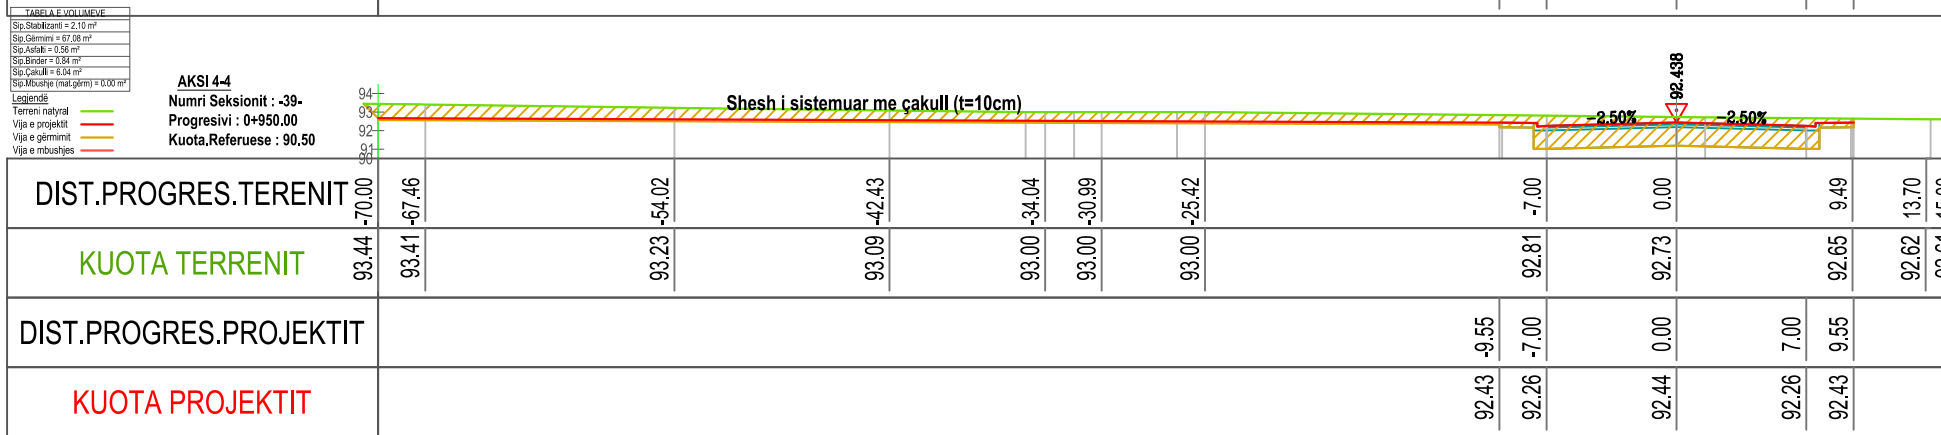 TABELA E VOLUMEVE
Sip.Stabilizanti = 2.10 m²
Sip.Gërmimi = 67.08 m²
Sip.Asfalti = 0.56 m²
Sip.Binder = 0.84 m²
Sip.Çakulli = 6.04 m²
Sip.Mbushje (mat.gërm) = 0.00 m²
Legjendë
Terreni natyral
Vija e projektit
Vija e gërmimit
Vija e mbushjes
AKSI 4-4
Numri Seksionit : -39-
Progresivi : 0+950.00
Kuota.Referuese : 90.50
94
93
92
91
90
Shesh i sistemuar me çakull (t=10cm)
-2.50%
92.438
-2.50%
DIST.PROGRES.TERENIT
-70.00 -67.46 -54.02 -42.43 -34.04 -30.99 -25.42 -7.00 0.00 9.49 13.70
KUOTA TERRENIT
93.44 93.41 93.23 93.09 93.00 93.00 93.00 92.81 92.73 92.65 92.62
DIST.PROGRES.PROJEKTIT
-9.55 -7.00 0.00 7.00 9.55
KUOTA PROJEKTIT
92.43 92.26 92.44 92.26 92.43